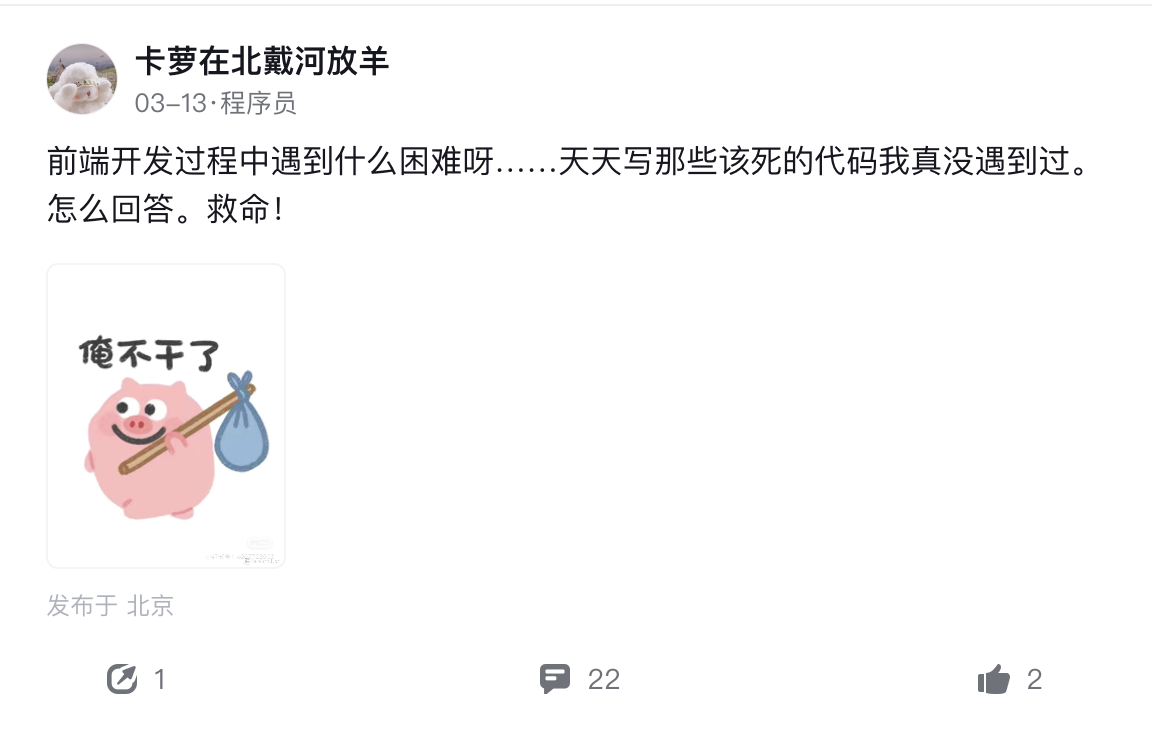 卡萝在北戴河放羊
03-13·程序员
前端开发过程中遇到什么困难呀……天天写那些该死的代码我真没遇到过。
怎么回答。救命！
俺不干了
发布于 北京
1
22
2